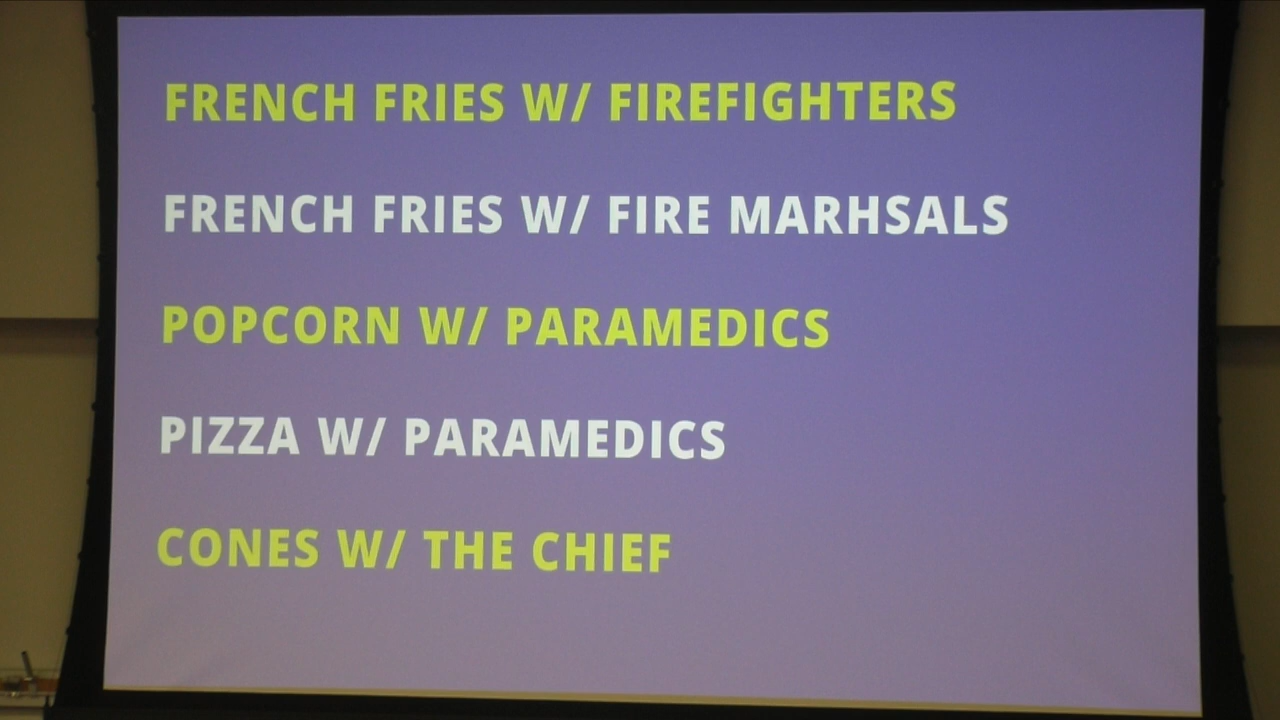 FRENCH FRIES W/ FIREFIGHTERS
FRENCH FRIES W/ FIRE MARHSALS
POPCORN W/ PARAMEDICS
PIZZA W/ PARAMEDICS
CONES W/ THE CHIEF